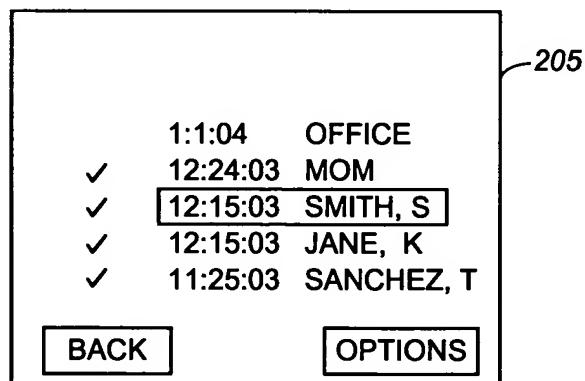 205
1:1:04 OFFICE
✓ 12:24:03 MOM
✓ 12:15:03 SMITH, S
✓ 12:15:03 JANE, K
✓ 11:25:03 SANCHEZ, T
BACK OPTIONS